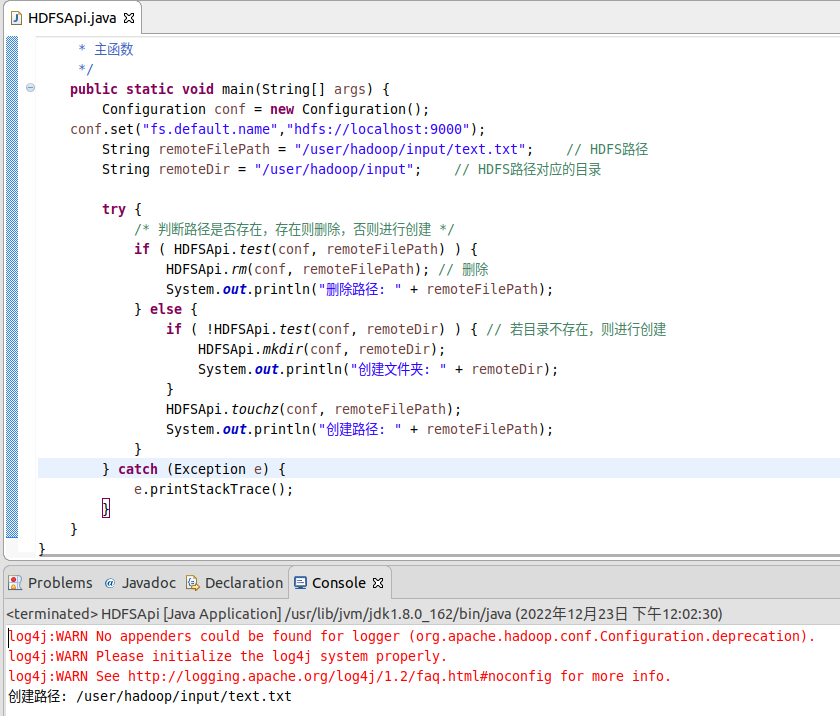 HDFSApi.java
* 主函数
*/
public static void main(String[] args) {
Configuration conf = new Configuration();
conf.set("fs.default.name","hdfs://localhost:9000");
String remoteFilePath = "/user/hadoop/input/text.txt";    // HDFS路径
String remoteDir = "/user/hadoop/input";    // HDFS路径对应的目录
try {
/* 判断路径是否存在，存在则删除，否则进行创建 */
if ( HDFSApi.test(conf, remoteFilePath) ) {
HDFSApi.rm(conf, remoteFilePath); // 删除
System.out.println("删除路径: " + remoteFilePath);
} else {
if ( !HDFSApi.test(conf, remoteDir) ) { // 若目录不存在，则进行创建
HDFSApi.mkdir(conf, remoteDir);
System.out.println("创建文件夹: " + remoteDir);
}
HDFSApi.touchz(conf, remoteFilePath);
System.out.println("创建路径: " + remoteFilePath);
}
} catch (Exception e) {
e.printStackTrace();
}
}
}
Problems @ Javadoc Declaration Console
<terminated> HDFSApi [Java Application] /usr/lib/jvm/jdk1.8.0_162/bin/java (2022年12月23日 下午12:02:30)
log4j:WARN No appenders could be found for logger (org.apache.hadoop.conf.Configuration.deprecation).
log4j:WARN Please initialize the log4j system properly.
log4j:WARN See http://logging.apache.org/log4j/1.2/faq.html#noconfig for more info.
创建路径: /user/hadoop/input/text.txt